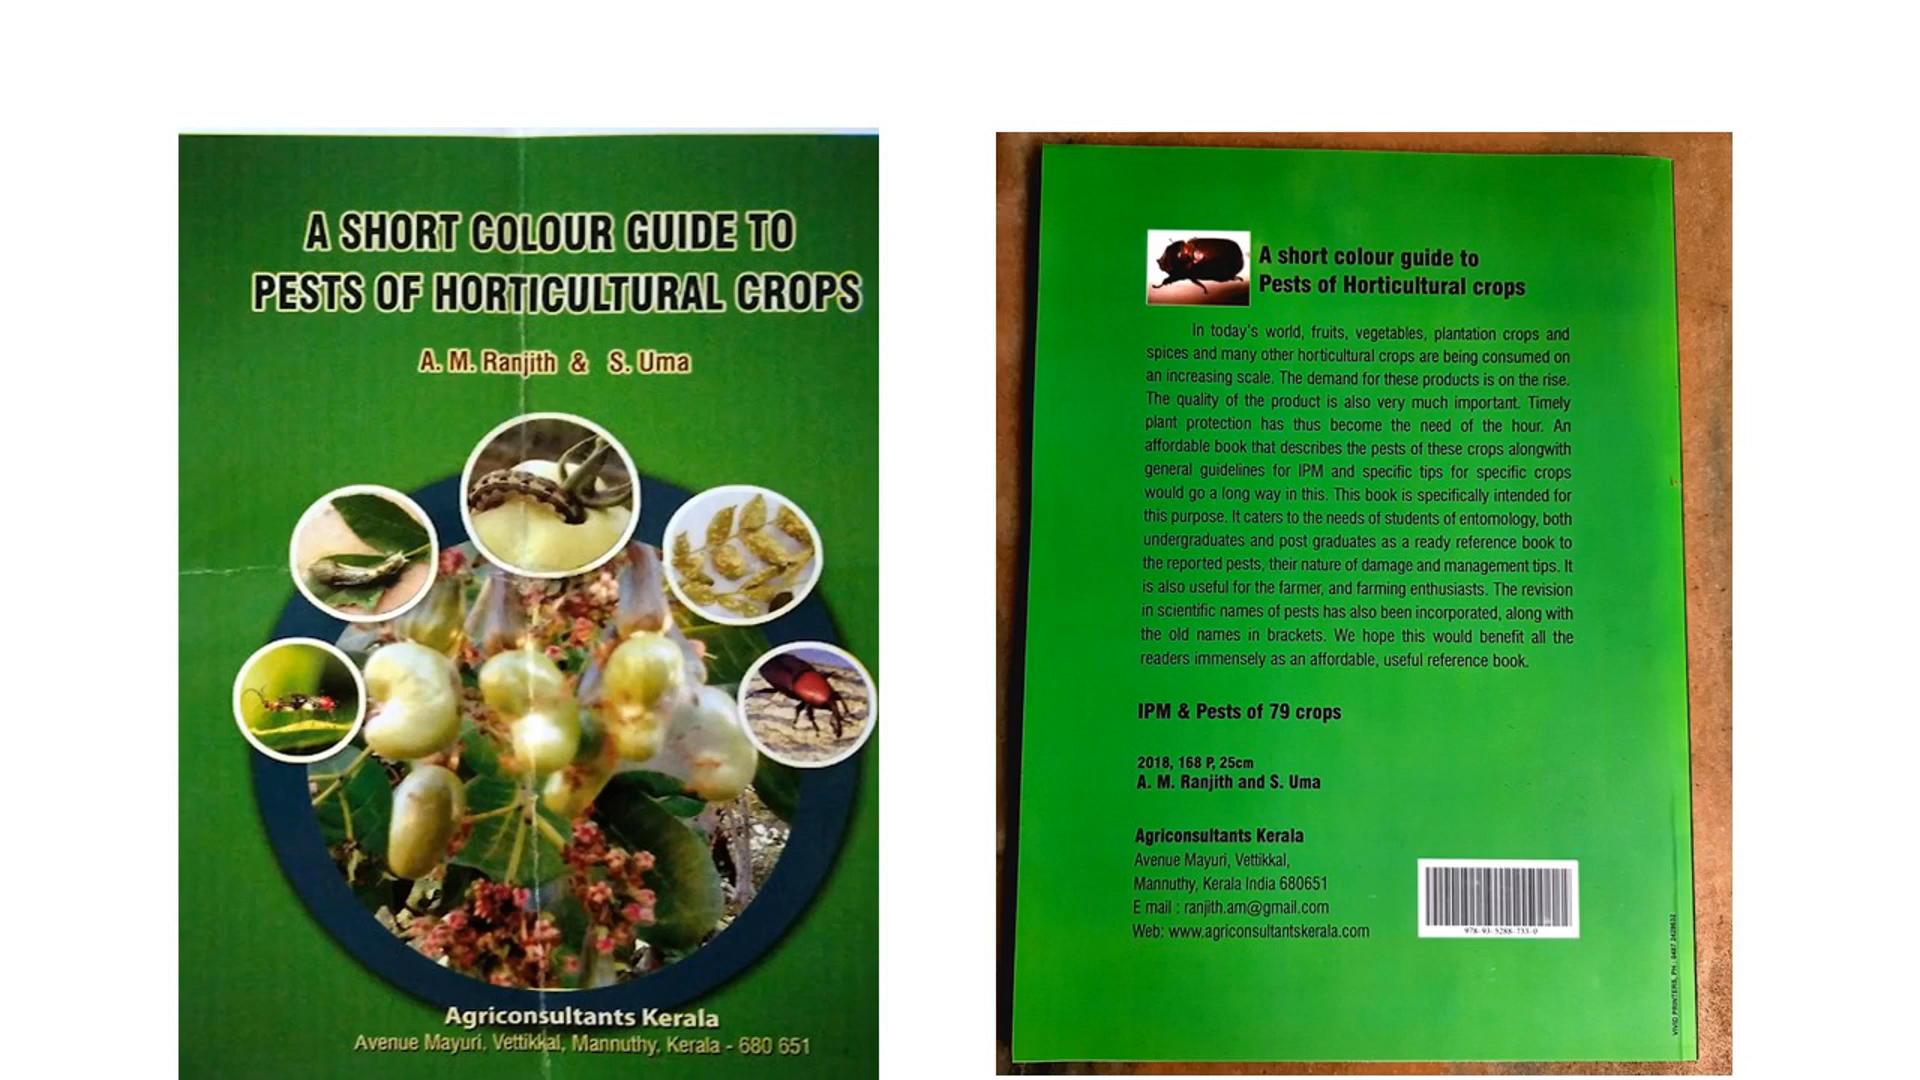 A SHORT COLOUR GUIDE TO
PESTS OF HORTICULTURAL CROPS
A. M. Ranjith & S. Uma
Agriconsultants Kerala
Avenue Mayuri, Vettikkal, Mannuthy, Kerala - 680 651
A short colour guide to
Pests of Horticultural crops
In today's world, fruits, vegetables, plantation crops and
spices and many other horticultural crops are being consumed on
an increasing scale. The demand for these products is on the rise.
The quality of the product is also very much important. Timely
plant protection has thus become the need of the hour. An
affordable book that describes the pests of these crops alongwith
general guidelines for IPM and specific tips for specific crops
would go a long way in this. This book is specifically intended for
this purpose. It caters to the needs of students of entomology, both
undergraduates and post graduates as a ready reference book to
the reported pests, their nature of damage and management tips. It
is also useful for the farmer, and farming enthusiasts. The revision
in scientific names of pests has also been incorporated, along with
the old names in brackets. We hope this would benefit all the
readers immensely as an affordable, useful reference book.
IPM & Pests of 79 crops
2018, 168 P, 25cm
A. M. Ranjith and S. Uma
Agriconsultants Kerala
Avenue Mayuri, Vettikkal,
Mannuthy, Kerala India 680651
E mail : ranjith.am@gmail.com
Web: www.agriconsultantskerala.com
978-93-5288-733-0
VIVID PRINTERS, PH : 0487 2428632